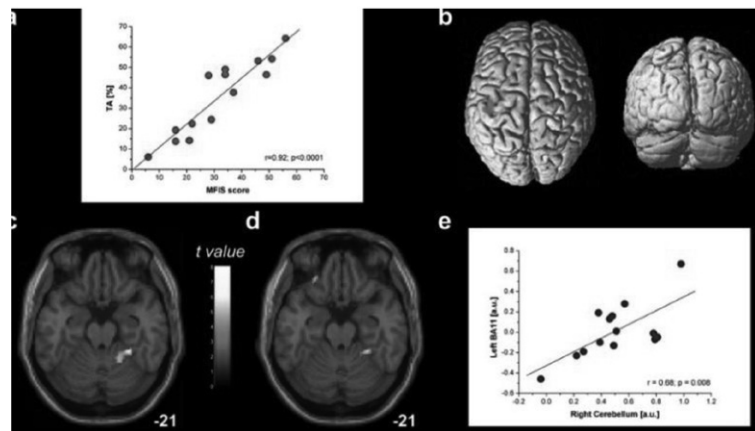 a
b
70
60
50
40
30
20
10
0
TA [%]
r=0.92; p<0.0001
0 10 20 30 40 50 60 70
MFIS score
c
d
e
t value
-21
-21
0.8
0.6
0.4
0.2
0.0
-0.2
-0.4
-0.6
Left BA11 [a.u.]
r = 0.68; p = 0.008
-0.2 0.0 0.2 0.4 0.6 0.8 1.0 1.2
Right Cerebellum [a.u.]